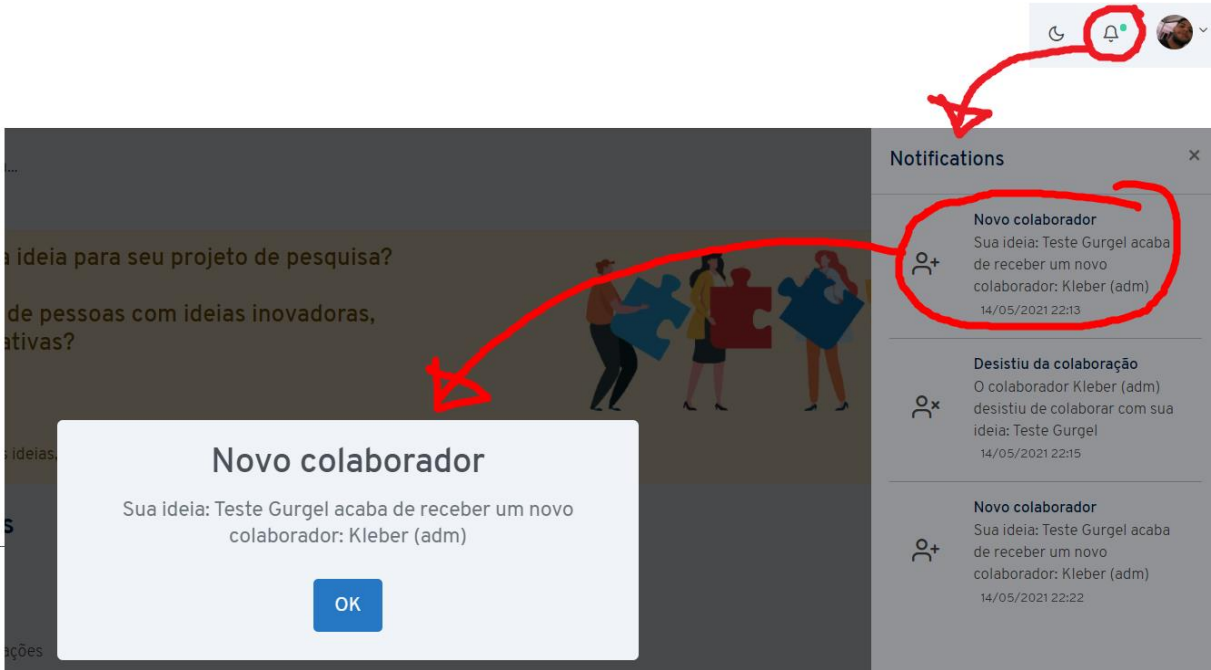 Notifications
×
Novo colaborador
Sua ideia: Teste Gurgel acaba
de receber um novo
colaborador: Kleber (adm)
14/05/2021 22:13
Desistiu da colaboração
O colaborador Kleber (adm)
desistiu de colaborar com sua
ideia: Teste Gurgel
14/05/2021 22:15
Novo colaborador
Sua ideia: Teste Gurgel acaba
de receber um novo
colaborador: Kleber (adm)
14/05/2021 22:22
ideia para seu projeto de pesquisa?
de pessoas com ideias inovadoras,
ideias,
Novo colaborador
Sua ideia: Teste Gurgel acaba de receber um novo
colaborador: Kleber (adm)
OK